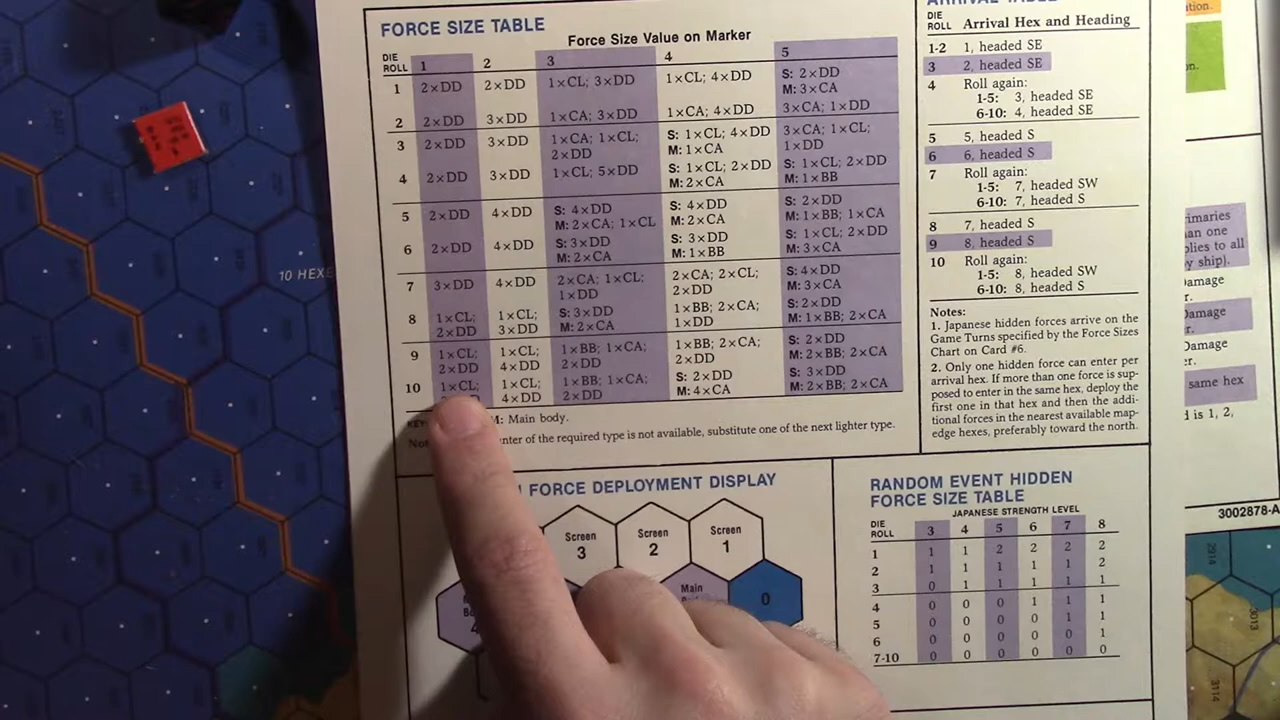 FORCE SIZE TABLE
Force Size Value on Marker
DIE ROLL 1 2 3 4 5
1 2×DD 2×DD 1×CL; 3×DD 1×CL; 4×DD S: 2×DD
M: 3×CA
2 2×DD 3×DD 1×CA; 3×DD 1×CA; 4×DD 3×CA; 1×DD
3 2×DD 3×DD 1×CA; 1×CL; S: 1×CL; 4×DD 3×CA; 1×CL;
2×DD M: 1×CA 1×DD
4 2×DD 3×DD 1×CL; 5×DD S: 1×CL; 2×DD S: 1×CL; 2×DD
M: 2×CA M: 1×BB
5 2×DD 4×DD S: 4×DD S: 4×DD S: 2×DD
M: 2×CA; 1×CL M: 2×CA M: 1×BB; 1×CA
6 2×DD 4×DD S: 3×DD S: 3×DD S: 1×CL; 2×DD
M: 2×CA M: 1×BB M: 3×CA
7 3×DD 4×DD 2×CA; 1×CL; 2×CA; 2×CL; S: 4×DD
1×DD 2×DD M: 3×CA
8 1×CL; 1×CL; S: 3×DD 1×BB; 2×CA; S: 2×DD
2×DD 3×DD M: 2×CA 1×DD M: 1×BB; 2×CA
9 1×CL; 1×CL; 1×BB; 1×CA; 1×BB; 2×CA; S: 2×DD
2×DD 4×DD 2×DD 2×DD M: 2×BB; 2×CA
10 1×CL; 1×CL; 1×BB; 1×CA; S: 2×DD S: 3×DD
4×DD 2×DD M: 4×CA M: 2×BB; 2×CA
M: Main body.
of the required type is not available, substitute one of the next lighter type.
FORCE DEPLOYMENT DISPLAY
Screen 3
Screen 2
Screen 1
Main
0
DIE ROLL Arrival Hex and Heading
1-2 1, headed SE
3 2, headed SE
4 Roll again:
1-5: 3, headed SE
6-10: 4, headed SE
5 5, headed S
6 6, headed S
7 Roll again:
1-5: 7, headed SW
6-10: 7, headed S
8 7, headed S
9 8, headed S
10 Roll again:
1-5: 8, headed SW
6-10: 8, headed S
Notes:
1. Japanese hidden forces arrive on the
Game Turns specified by the Force Sizes
Chart on Card #6.
2. Only one hidden force can enter per
arrival hex. If more than one force is sup-
posed to enter in the same hex, deploy the
first one in that hex and then the addi-
tional forces in the nearest available map-
edge hexes, preferably toward the north.
RANDOM EVENT HIDDEN
FORCE SIZE TABLE
JAPANESE STRENGTH LEVEL
DIE ROLL 3 4 5 6 7 8
1 1 1 2 2 2 2
2 1 1 1 1 1 2
3 0 1 1 1 1 1
4 0 0 0 1 1 1
5 0 0 0 0 1 1
6 0 0 0 0 0 1
7-10 0 0 0 0 0 0
10 HEXE
same hex
is 1, 2,
3002878-A
2914
3013
3114